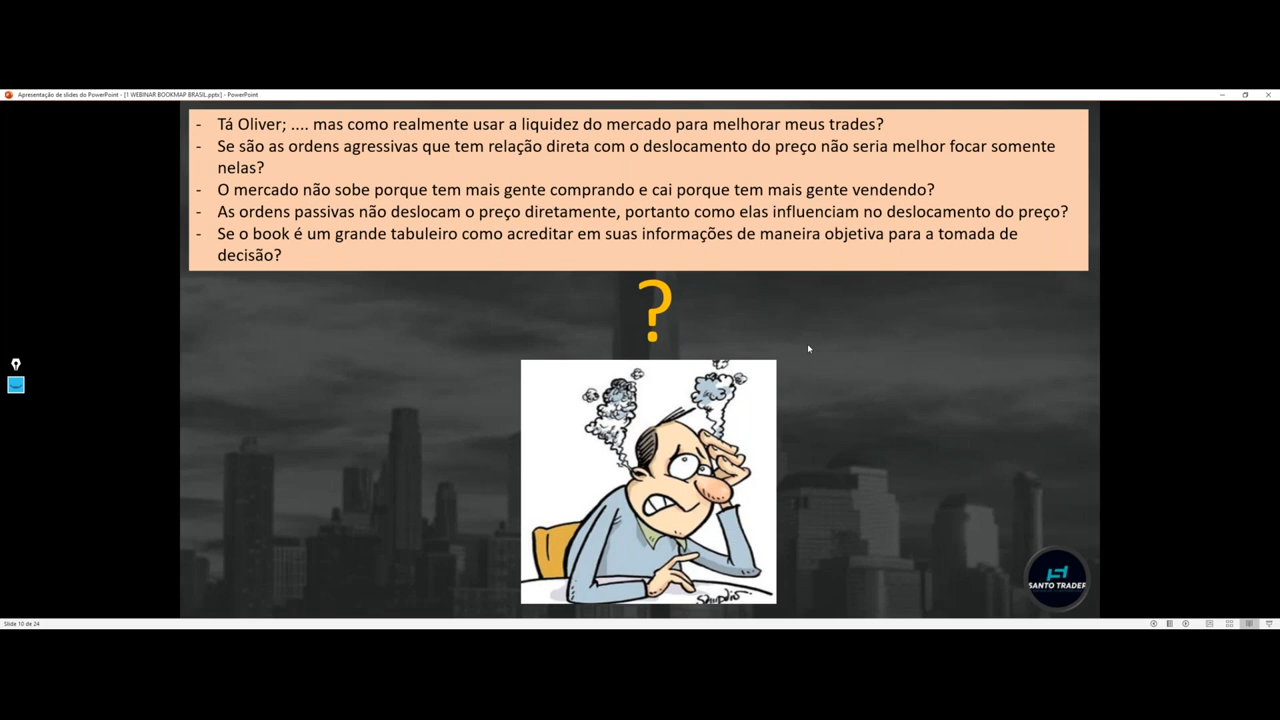 Apresentação de slides do PowerPoint - [1 WEBINAR BOOKMAP BRASIL.pptx] - PowerPoint
- Tá Oliver; .... mas como realmente usar a liquidez do mercado para melhorar meus trades?
- Se são as ordens agressivas que tem relação direta com o deslocamento do preço não seria melhor focar somente
nelas?
- O mercado não sobe porque tem mais gente comprando e cai porque tem mais gente vendendo?
- As ordens passivas não deslocam o preço diretamente, portanto como elas influenciam no deslocamento do preço?
- Se o book é um grande tabuleiro como acreditar em suas informações de maneira objetiva para a tomada de
decisão?
?
SANTO TRADER
Slide 10 de 24